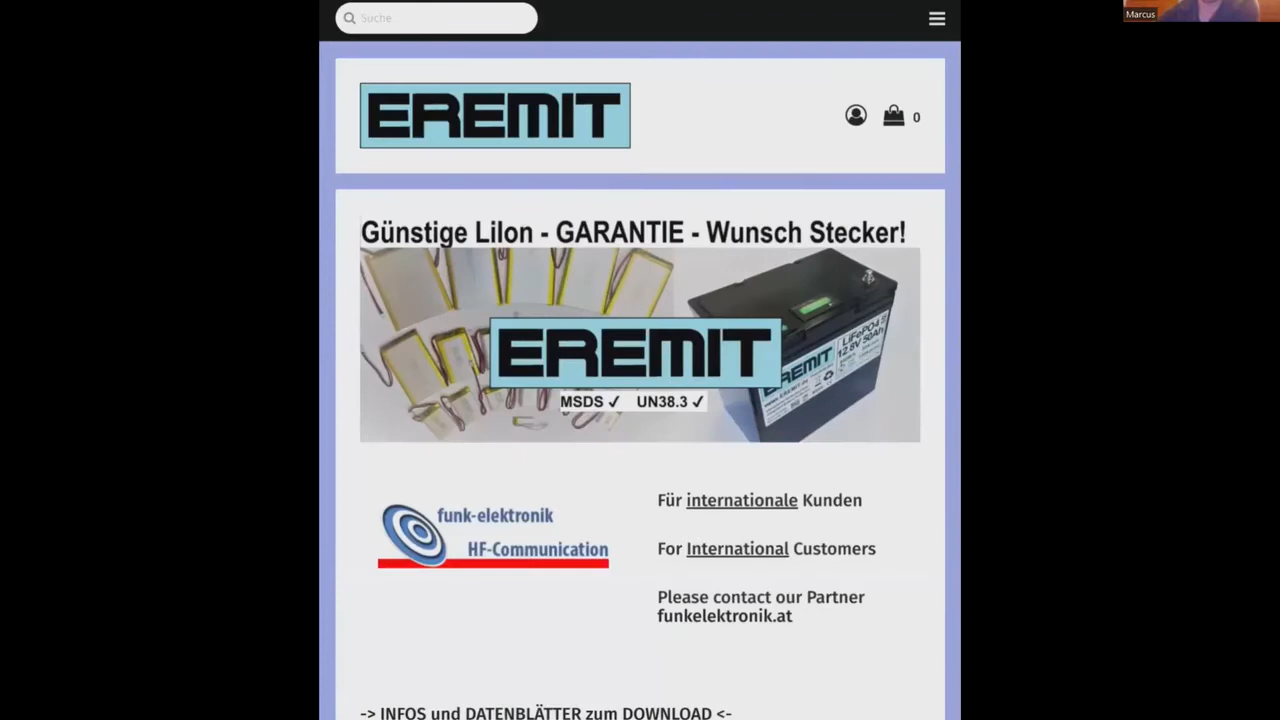 Suche
Marcus
EREMIT
0
Günstige LiIon - GARANTIE - Wunsch Stecker!
EREMIT
MSDS ✓ UN38.3 ✓
LiFePO4
12.8V 50Ah
EREMIT
funk-elektronik
HF-Communication
Für internationale Kunden
For International Customers
Please contact our Partner
funkelektronik.at
-> INFOS und DATENBLÄTTER zum DOWNLOAD <-